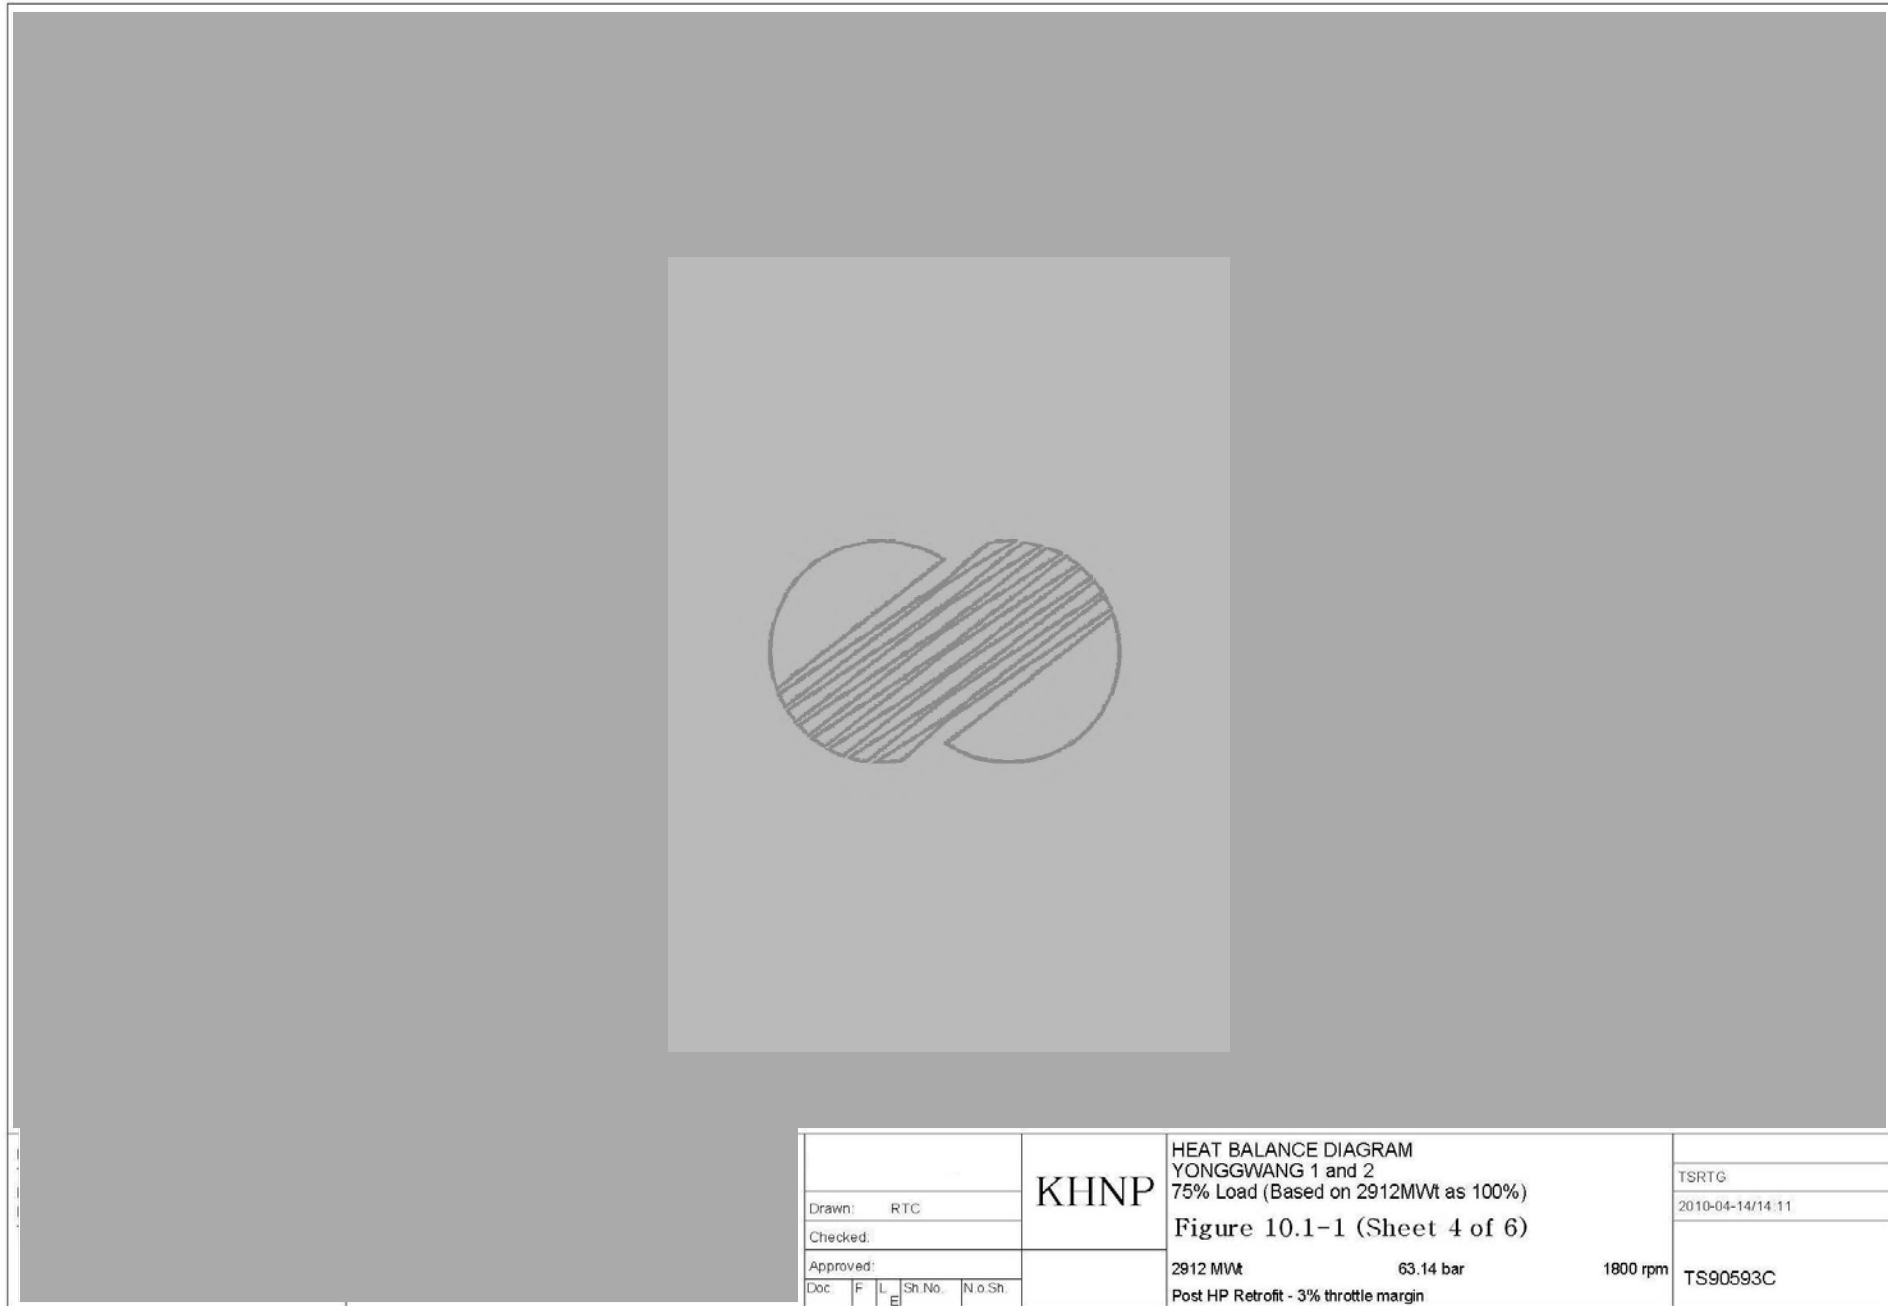 Drawn: RTC
Checked:
Approved:
Doc. F L E Sh.No. N.o.Sh.
KHNP
HEAT BALANCE DIAGRAM
YONGGWANG 1 and 2
75% Load (Based on 2912MWt as 100%)
Figure 10.1-1 (Sheet 4 of 6)
2912 MWt 63.14 bar 1800 rpm
Post HP Retrofit - 3% throttle margin
TSRTG
2010-04-14/14:11
TS90593C